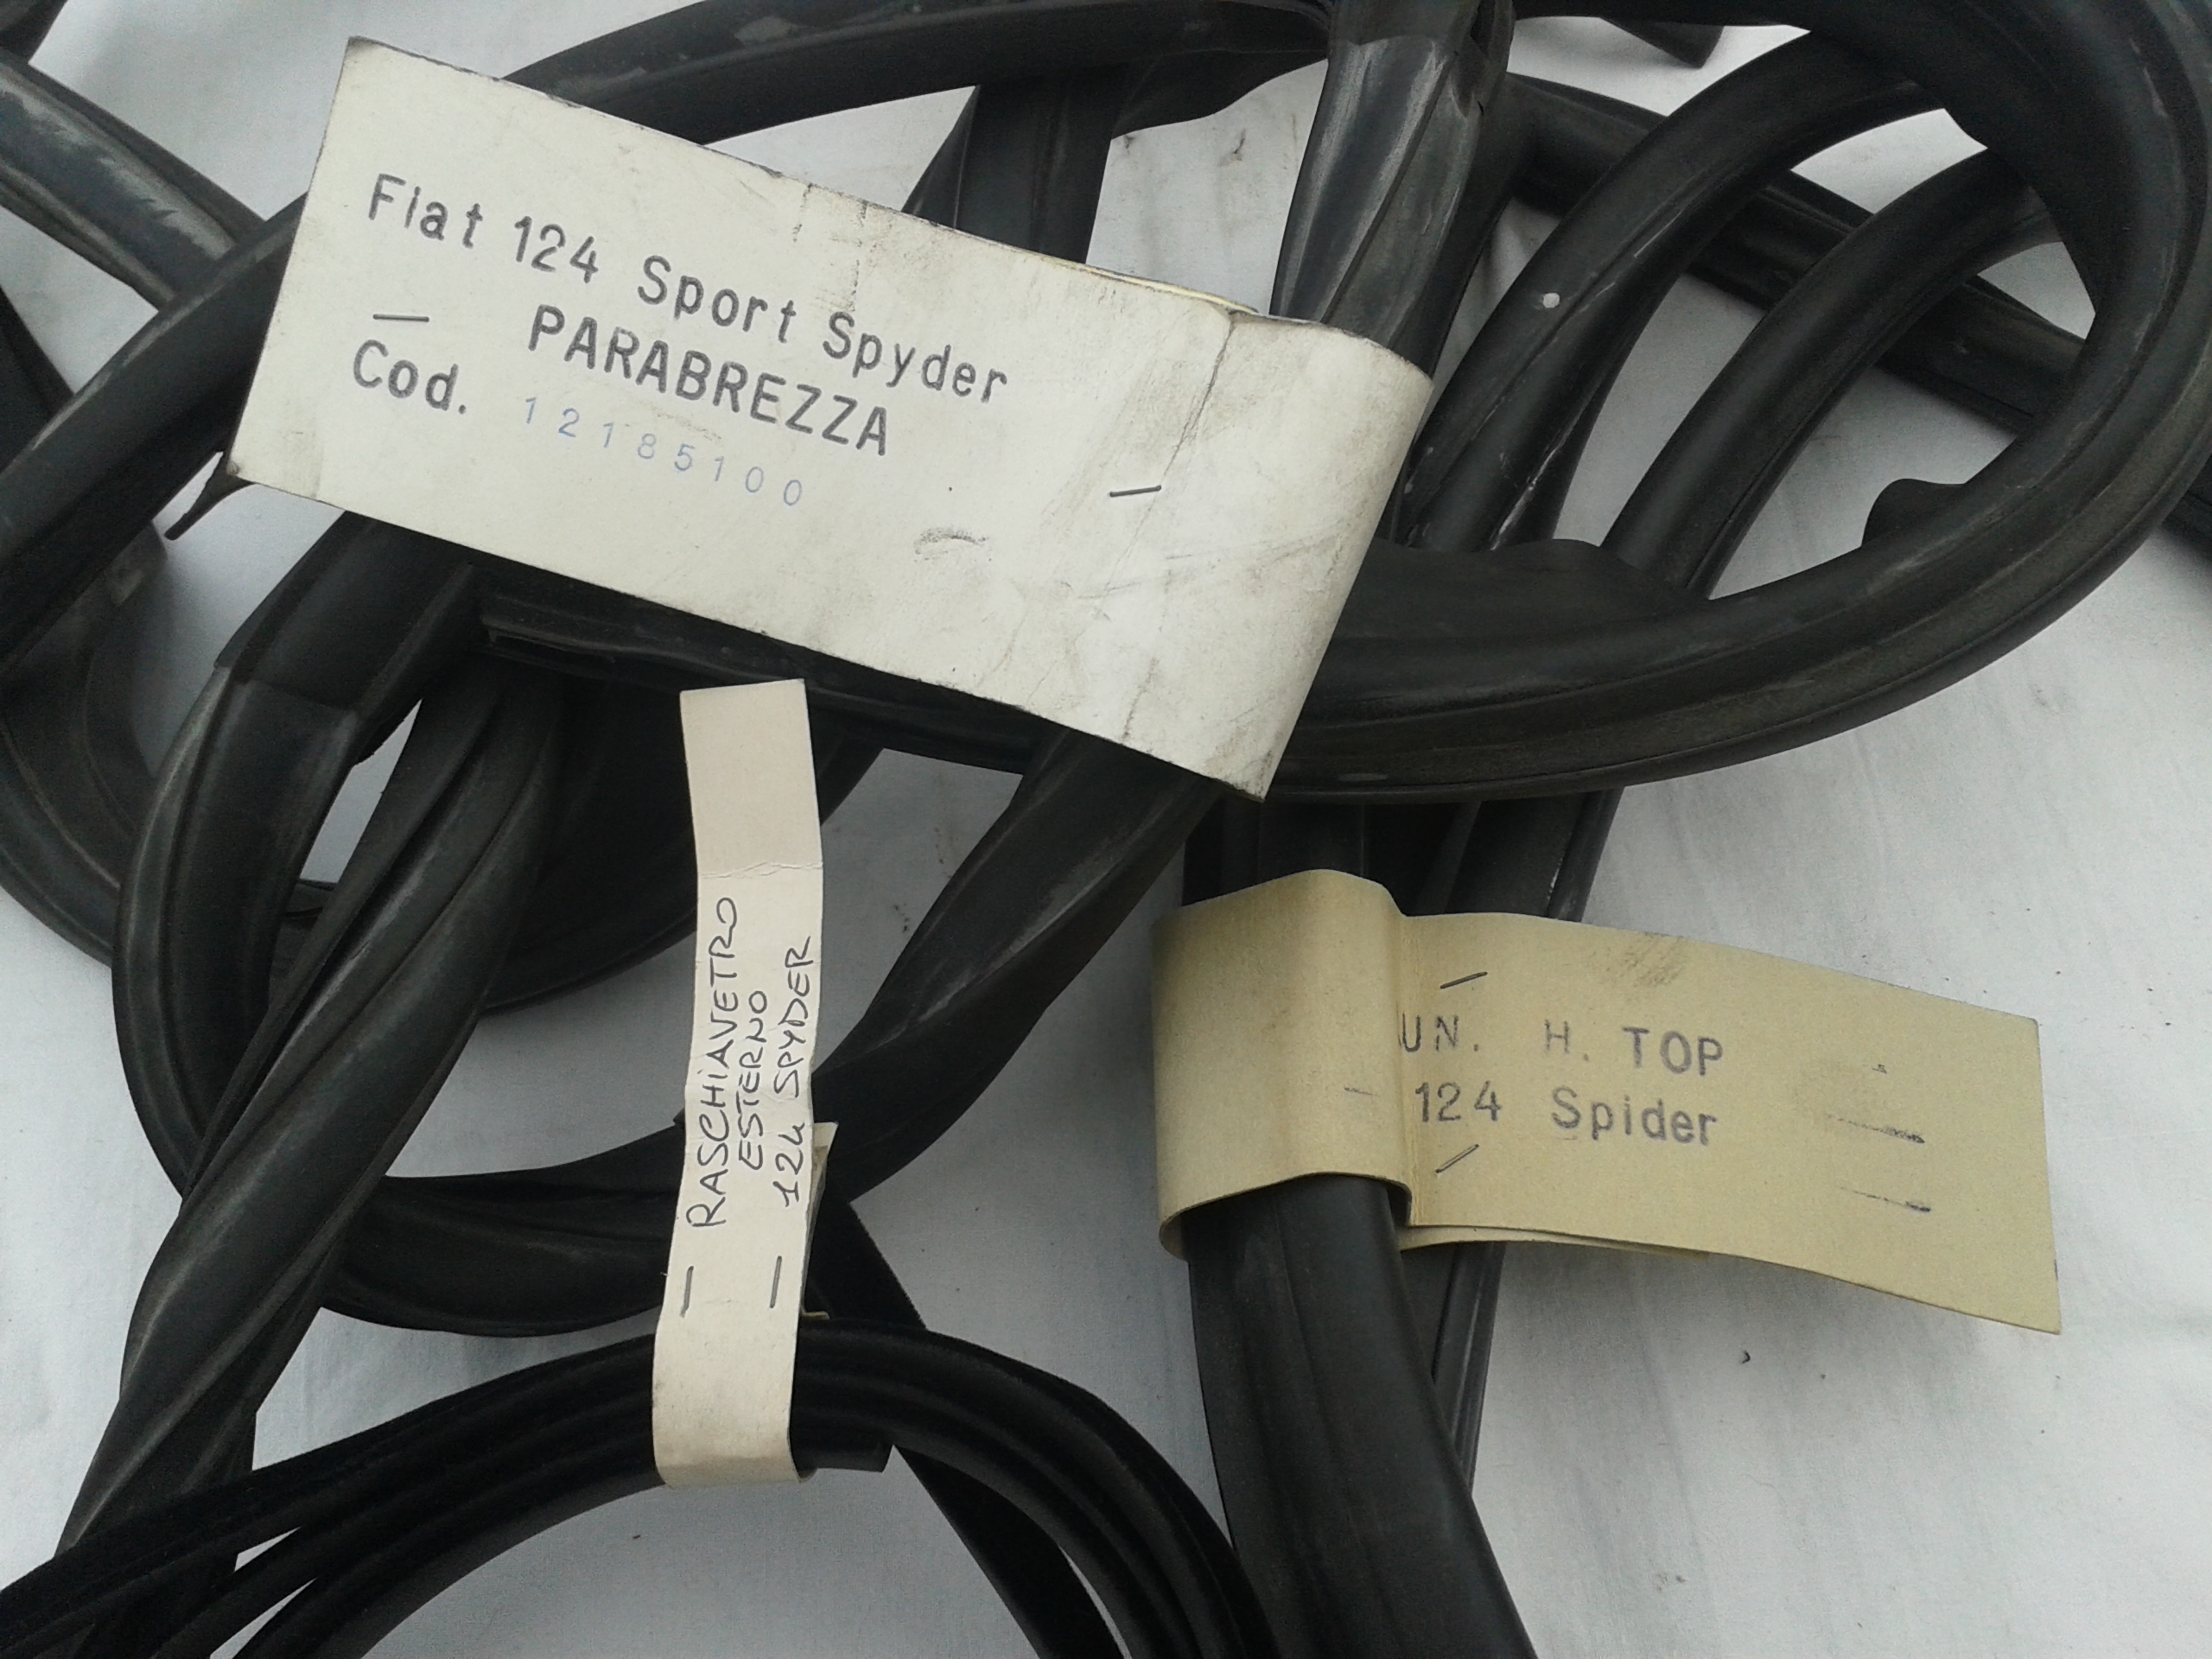 Fiat 124 Sport Spyder
PARABREZZA
Cod. 12185100
RASCHiAVETRO
ESTERNO
124 SPYDER
UN. H. TOP
124 Spider